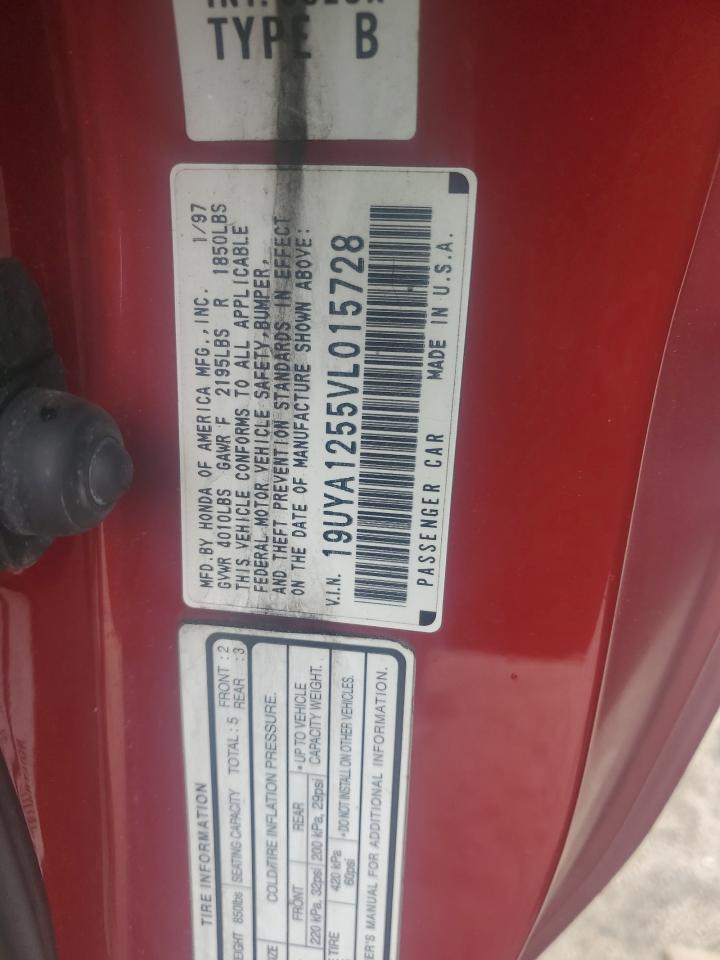 TYPE B
MFD. BY HONDA OF AMERICA MFG., INC. 1/97
GVWR 4010LBS GAWR F 2195LBS R 1850LBS
THIS VEHICLE CONFORMS TO ALL APPLICABLE
FEDERAL MOTOR VEHICLE SAFETY, BUMPER,
AND THEFT PREVENTION STANDARDS IN EFFECT
ON THE DATE OF MANUFACTURE SHOWN ABOVE:
V.I.N. 19UYA1255VL015728
PASSENGER CAR MADE IN U.S.A.
TIRE INFORMATION
850lbs SEATING CAPACITY TOTAL: 5 FRONT: 2
REAR: 3
COLD TIRE INFLATION PRESSURE.
FRONT REAR * UP TO VEHICLE
220 kPa, 32psi 200 kPa, 29psi CAPACITY WEIGHT.
TIRE 420 kPa * DO NOT INSTALL ON OTHER VEHICLES.
60psi
MANUAL FOR ADDITIONAL INFORMATION.